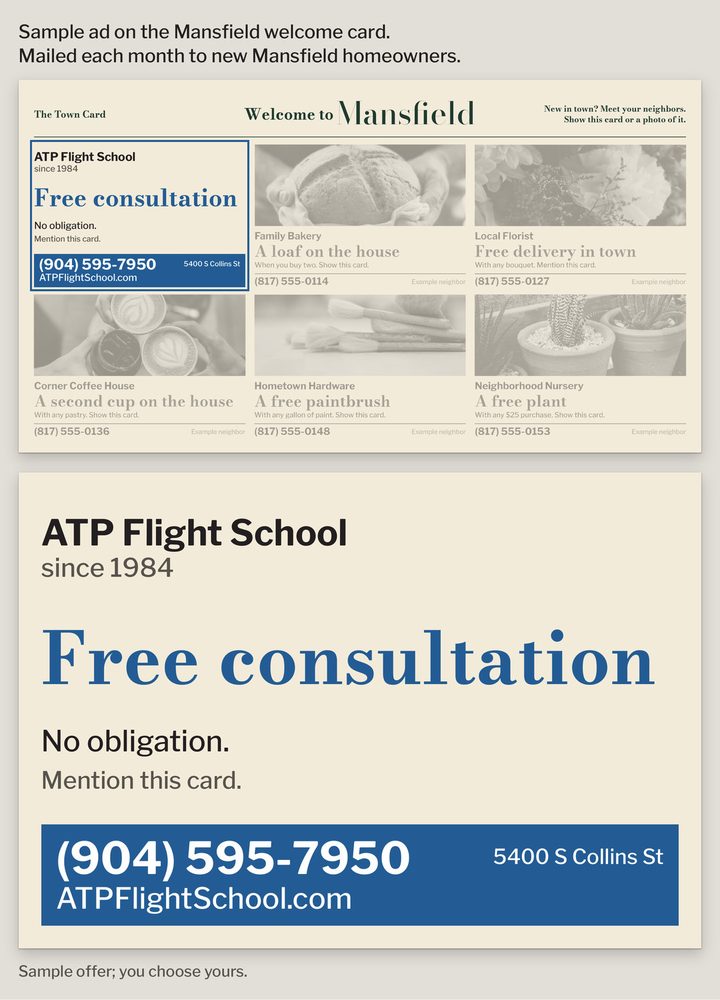 Sample ad on the Mansfield welcome card.
Mailed each month to new Mansfield homeowners.
The Town Card
Welcome to Mansfield
New in town? Meet your neighbors.
Show this card or a photo of it.
ATP Flight School
since 1984
Free consultation
No obligation.
Mention this card.
(904) 595-7950
5400 S Collins St
ATPFlightSchool.com
Family Bakery
A loaf on the house
When you buy two. Show this card.
(817) 555-0114
Example neighbor
Local Florist
Free delivery in town
With any bouquet. Mention this card.
(817) 555-0127
Example neighbor
Corner Coffee House
A second cup on the house
With any pastry. Show this card.
(817) 555-0136
Example neighbor
Hometown Hardware
A free paintbrush
With any gallon of paint. Show this card.
(817) 555-0148
Example neighbor
Neighborhood Nursery
A free plant
With any $25 purchase. Show this card.
(817) 555-0153
Example neighbor
ATP Flight School
since 1984
Free consultation
No obligation.
Mention this card.
(904) 595-7950
5400 S Collins St
ATPFlightSchool.com
Sample offer; you choose yours.